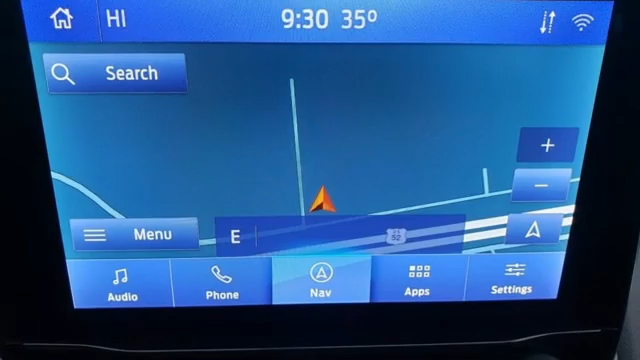 HI 9:30 35°
Search
+
−
Menu E 52
Audio Phone Nav Apps Settings